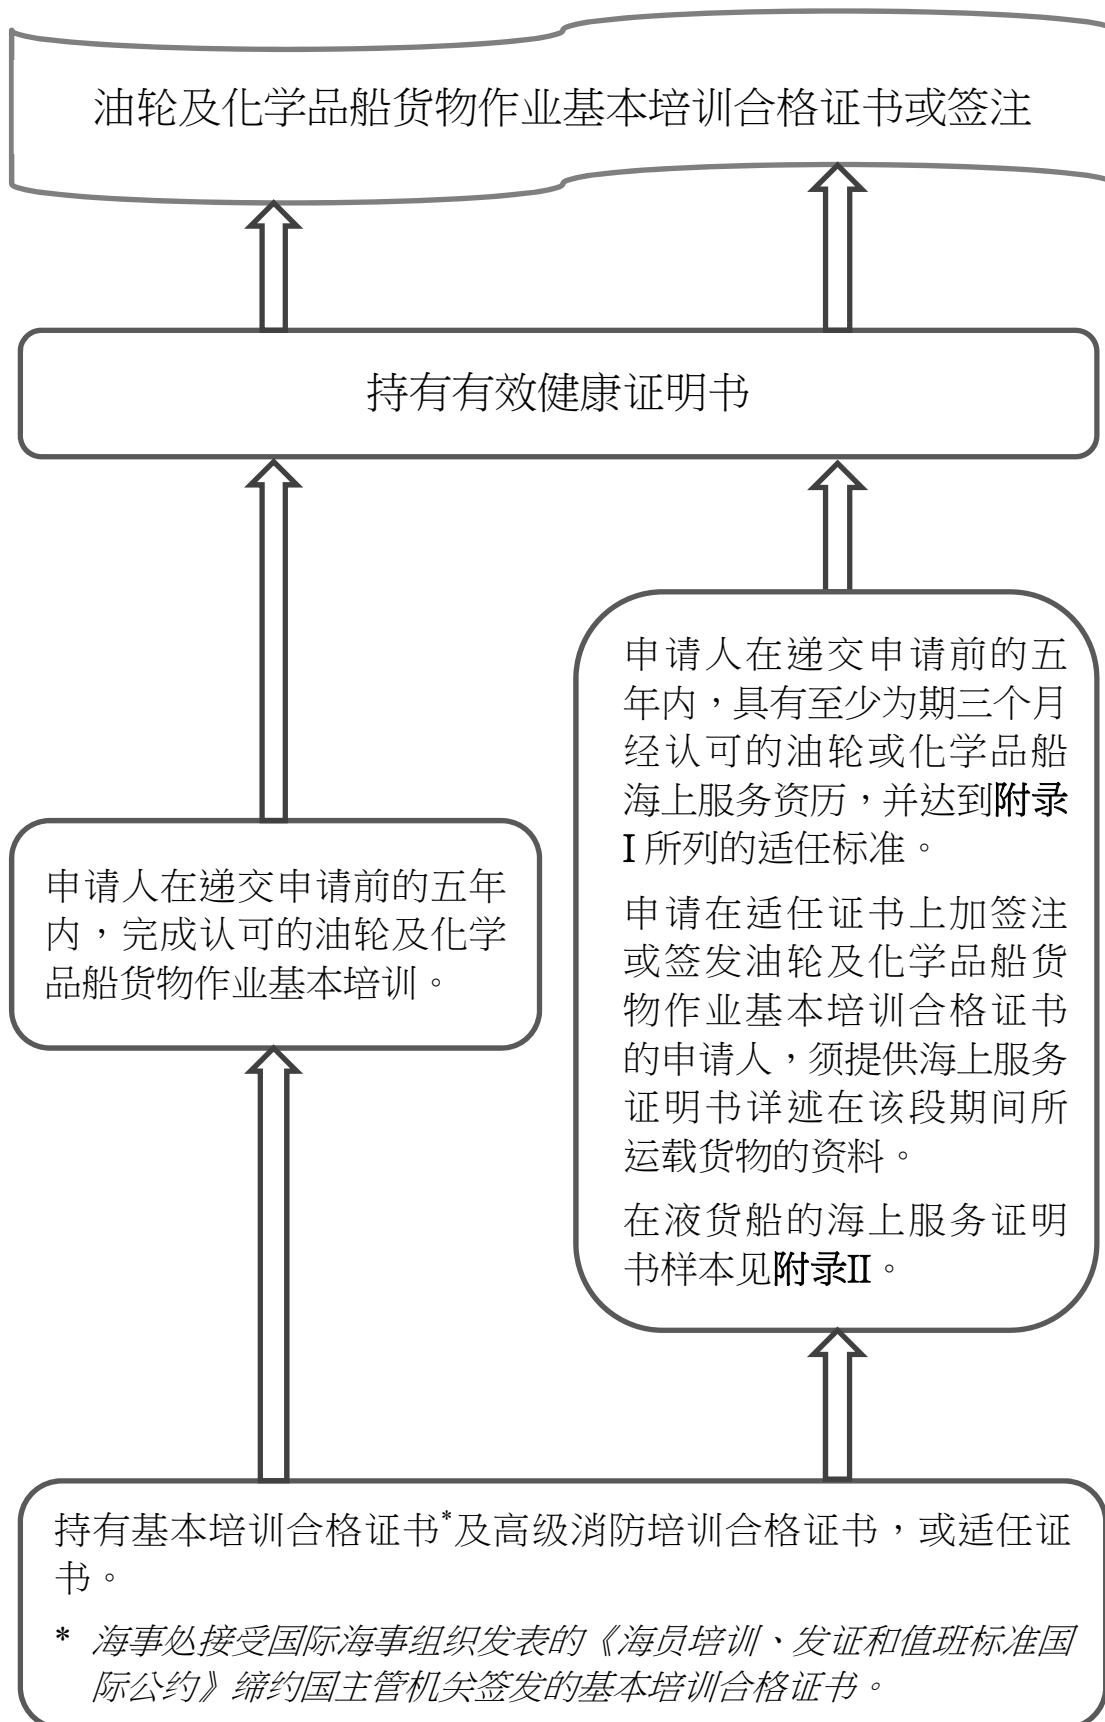 油轮及化学品船货物作业基本培训合格证书或签注
持有有效健康证明书
申请人在递交申请前的五年
内，完成认可的油轮及化学
品船货物作业基本培训。
申请人在递交申请前的五
年内，具有至少为期三个月
经认可的油轮或化学品船
海上服务资历，并达到附录
I 所列的适任标准。
申请在适任证书上加签注
或签发油轮及化学品船货
物作业基本培训合格证书
的申请人，须提供海上服务
证明书详述在该段期间所
运载货物的资料。
在液货船的海上服务证明
书样本见附录II。
持有基本培训合格证书*及高级消防培训合格证书，或适任证
书。
* 海事处接受国际海事组织发表的《海员培训、发证和值班标准国
际公约》缔约国主管机关签发的基本培训合格证书。